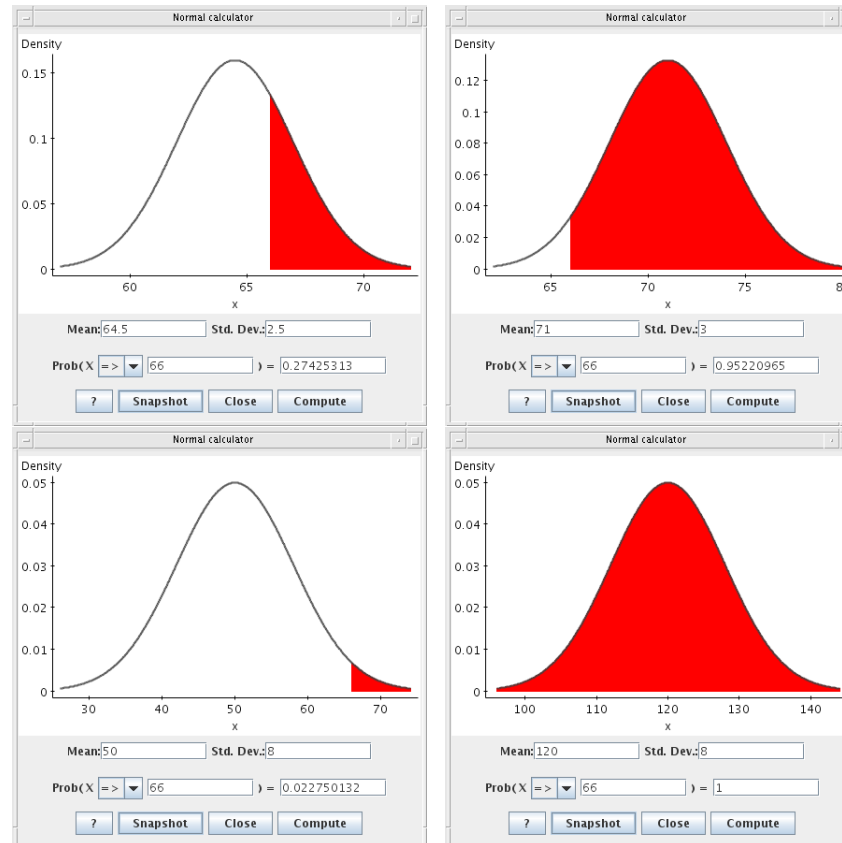 Normal calculator
Density
0.15
0.1
0.05
0
60 65 70
x
Mean: 64.5 Std. Dev.: 2.5
Prob(X => 66 ) = 0.27425313
? Snapshot Close Compute
Normal calculator
Density
0.12
0.1
0.08
0.06
0.04
0.02
0
65 70 75
x
Mean: 71 Std. Dev.: 3
Prob(X => 66 ) = 0.95220965
? Snapshot Close Compute
Normal calculator
Density
0.05
0.04
0.03
0.02
0.01
0
30 40 50 60 70
x
Mean: 50 Std. Dev.: 8
Prob(X => 66 ) = 0.022750132
? Snapshot Close Compute
Normal calculator
Density
0.05
0.04
0.03
0.02
0.01
0
100 110 120 130 140
x
Mean: 120 Std. Dev.: 8
Prob(X => 66 ) = 1
? Snapshot Close Compute